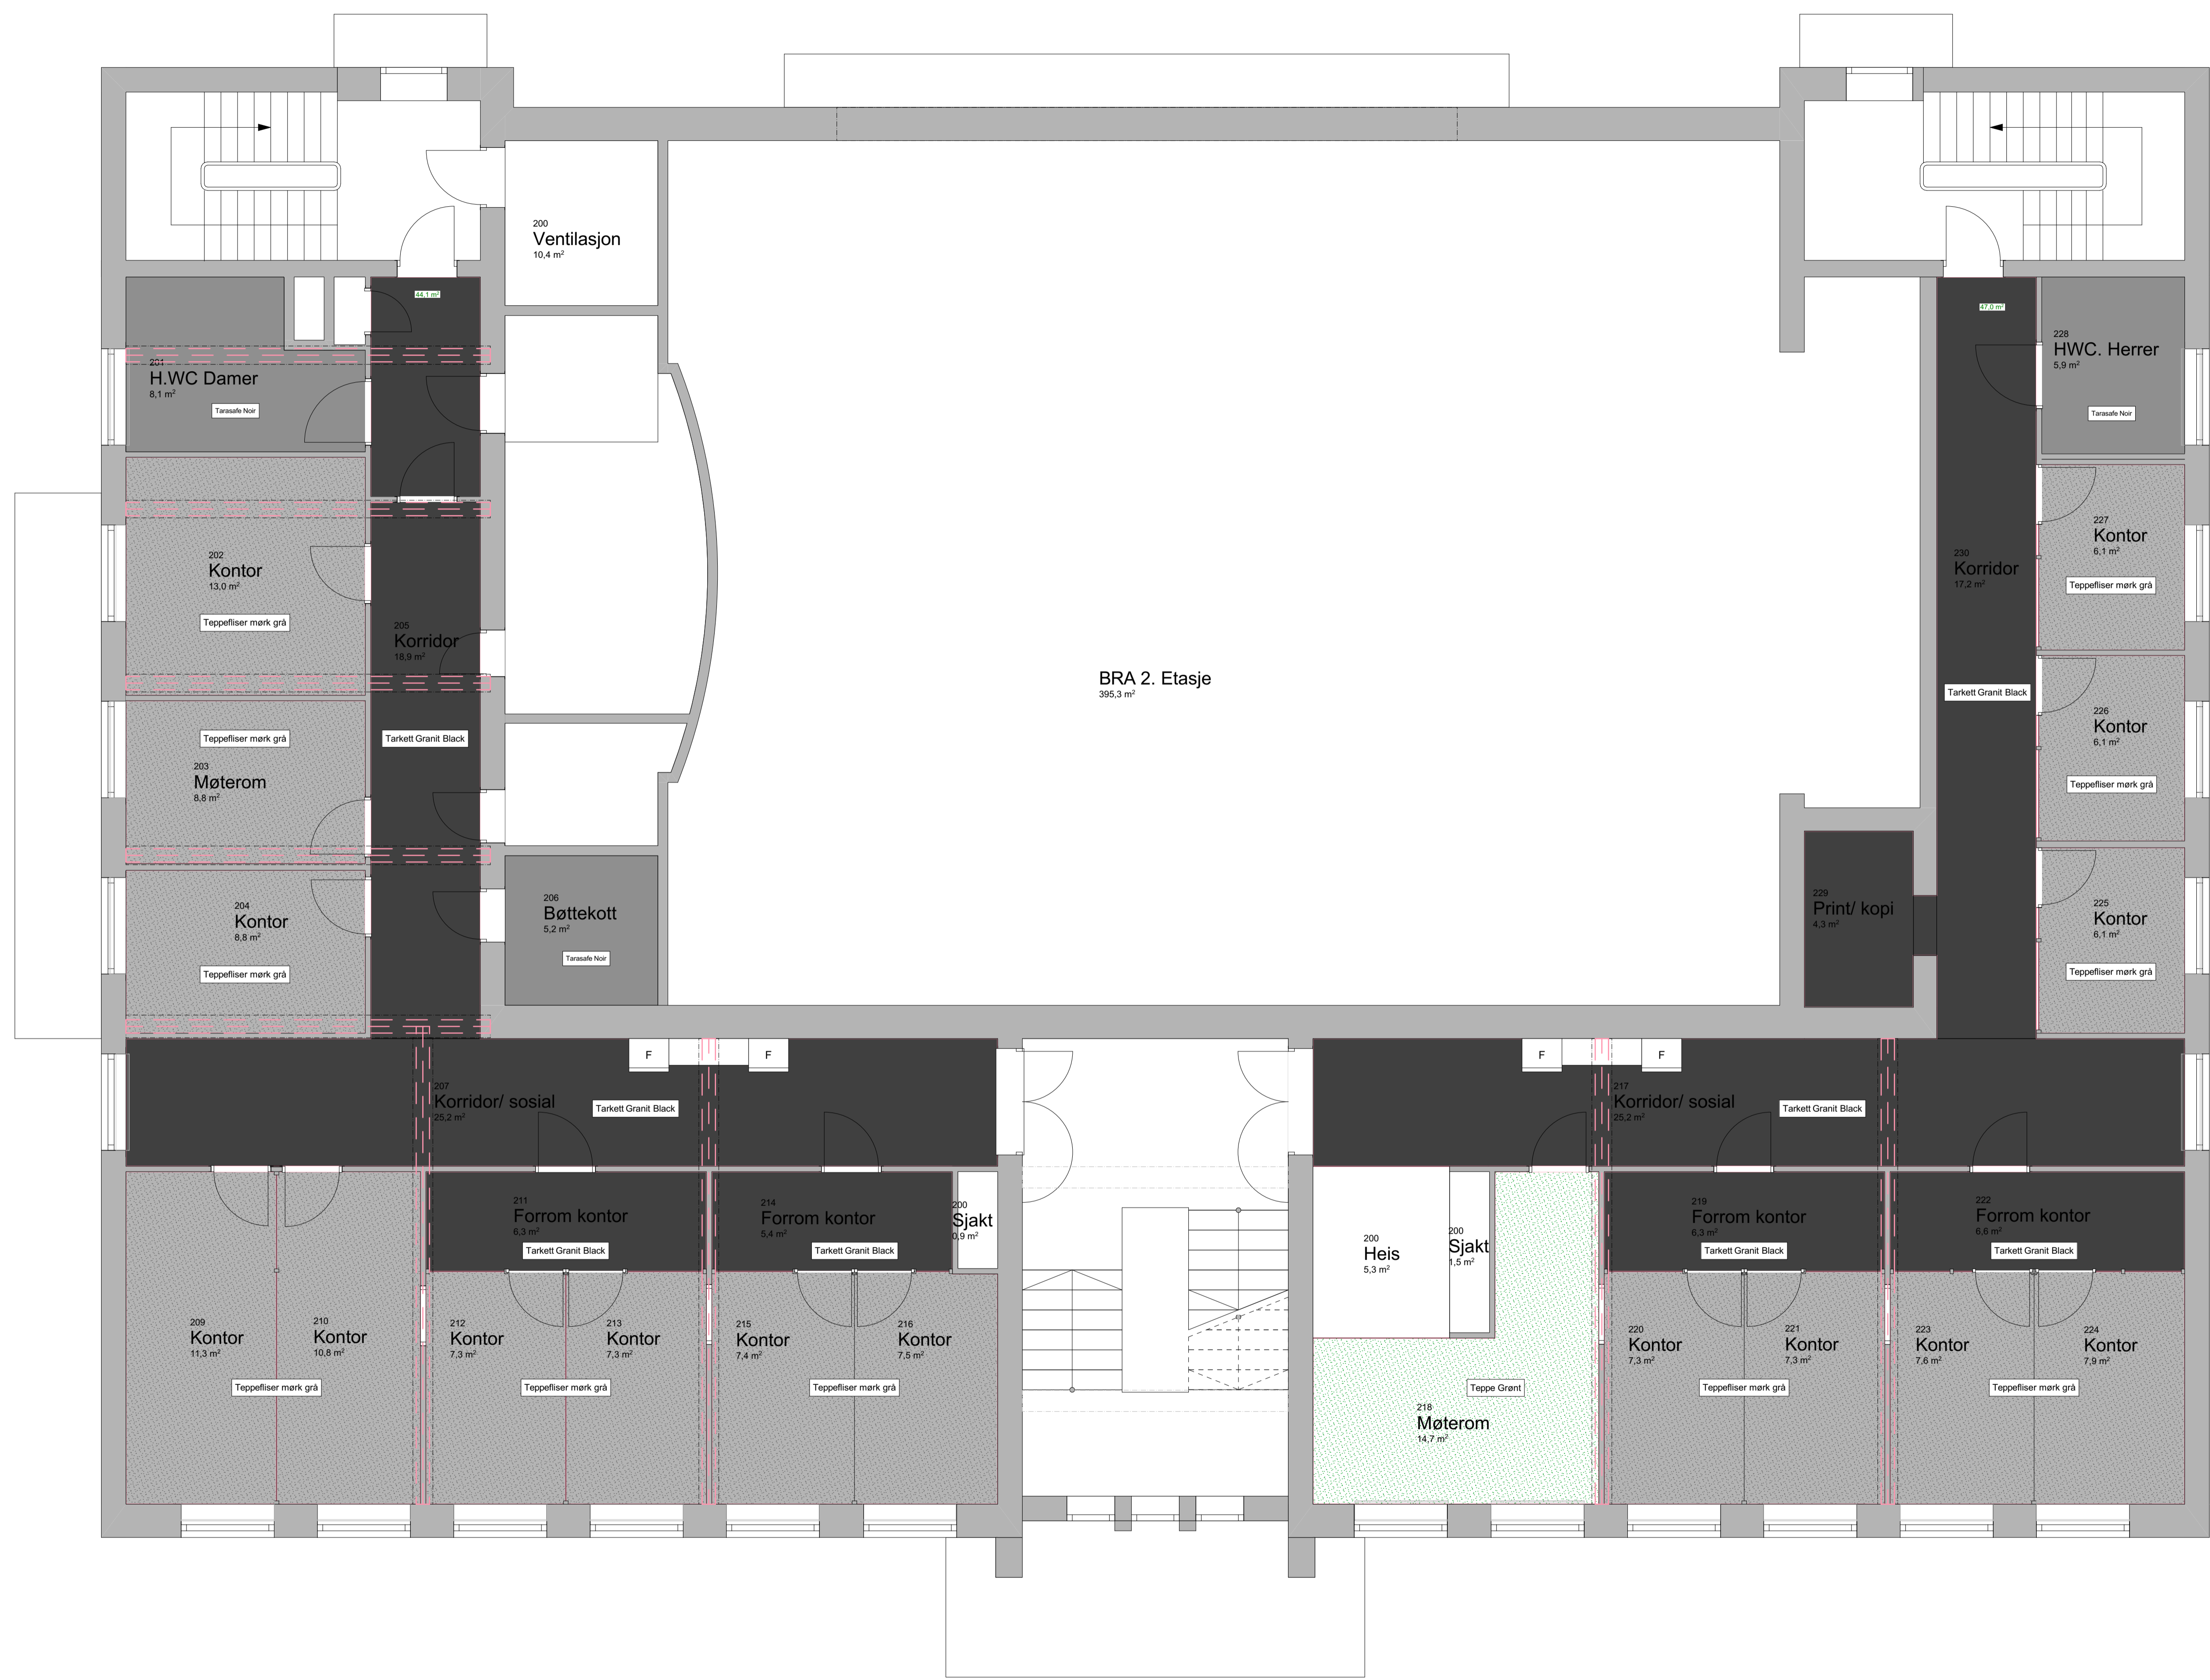 200
Ventilasjon
10,4 m²
44,1 m²
47,0 m²
201
H.WC Damer
8,1 m²
Tarasafe Noir
228
HWC. Herrer
5,9 m²
Tarasafe Noir
202
Kontor
13,0 m²
Teppefliser mørk grå
205
Korridor
18,9 m²
Tarkett Granit Black
203
Møterom
8,8 m²
Teppefliser mørk grå
204
Kontor
8,8 m²
Teppefliser mørk grå
206
Bøttekott
5,2 m²
Tarasafe Noir
BRA 2. Etasje
395,3 m²
230
Korridor
17,2 m²
Tarkett Granit Black
227
Kontor
6,1 m²
Teppefliser mørk grå
226
Kontor
6,1 m²
Teppefliser mørk grå
225
Kontor
6,1 m²
Teppefliser mørk grå
229
Print/ kopi
4,3 m²
F
F
207
Korridor/ sosial
25,2 m²
Tarkett Granit Black
F
F
217
Korridor/ sosial
25,2 m²
Tarkett Granit Black
211
Forrom kontor
6,3 m²
Tarkett Granit Black
214
Forrom kontor
5,4 m²
Tarkett Granit Black
200
Sjakt
0,9 m²
200
Heis
5,3 m²
200
Sjakt
1,5 m²
219
Forrom kontor
6,3 m²
Tarkett Granit Black
222
Forrom kontor
6,6 m²
Tarkett Granit Black
209
Kontor
11,3 m²
210
Kontor
10,8 m²
Teppefliser mørk grå
212
Kontor
7,3 m²
213
Kontor
7,3 m²
Teppefliser mørk grå
215
Kontor
7,4 m²
216
Kontor
7,5 m²
Teppefliser mørk grå
Teppe Grønt
218
Møterom
14,7 m²
220
Kontor
7,3 m²
221
Kontor
7,3 m²
Teppefliser mørk grå
223
Kontor
7,6 m²
224
Kontor
7,9 m²
Teppefliser mørk grå